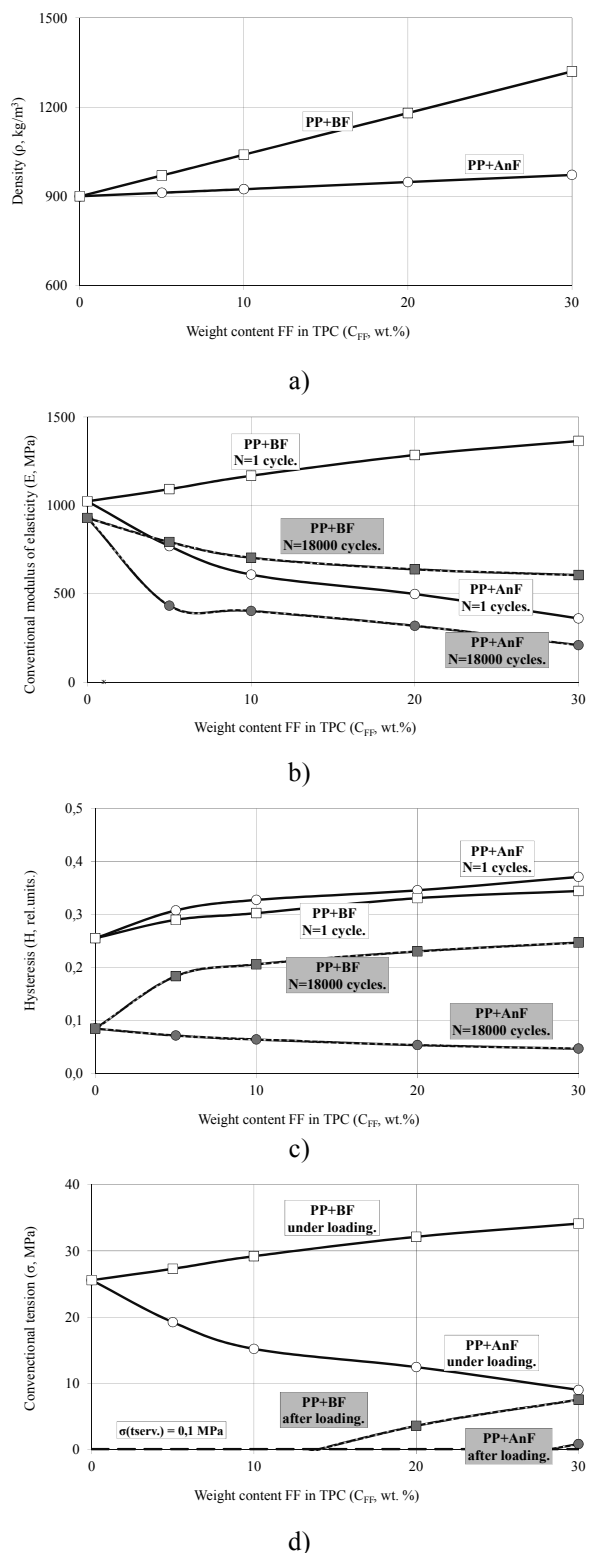 1500
1200
900
600
Density (ρ, kg/m³)
PP+BF
PP+AnF
0
10
20
30
Weight content FF in TPC (C_FF, wt.%)
a)
1500
1000
500
0
Conventional modulus of elasticity (E, MPa)
PP+BF
N=1 cycle.
PP+BF
N=18000 cycles.
PP+AnF
N=1 cycles.
PP+AnF
N=18000 cycles.
0
10
20
30
Weight content FF in TPC (C_FF, wt.%)
b)
0,5
0,4
0,3
0,2
0,1
0,0
Hysteresis (H, rel.units.)
PP+AnF
N=1 cycles.
PP+BF
N=1 cycle.
PP+BF
N=18000 cycles.
PP+AnF
N=18000 cycles.
0
10
20
30
Weight content FF in TPC (C_FF, wt.%)
c)
40
30
20
10
0
Convenctional tension (σ, MPa)
PP+BF
under loading.
PP+AnF
under loading.
PP+BF
after loading.
σ(tserv.) = 0,1 MPa
PP+AnF
after loading.
0
10
20
30
Weight content FF in TPC (C_FF, wt. %)
d)